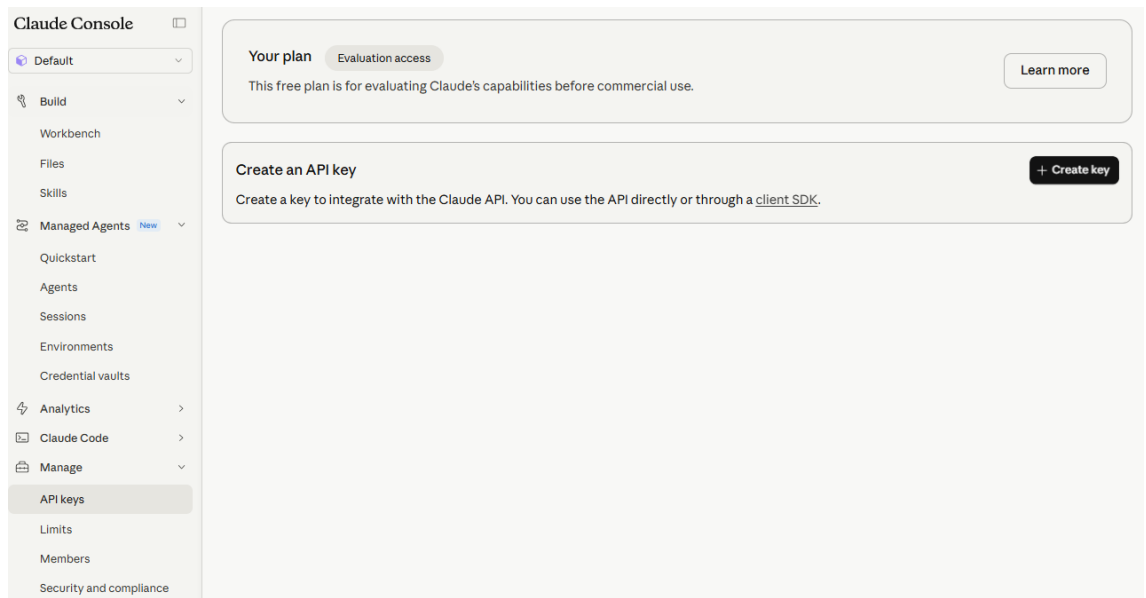 Claude Console
Default
Build
Workbench
Files
Skills
Managed Agents New
Quickstart
Agents
Sessions
Environments
Credential vaults
Analytics
Claude Code
Manage
API keys
Limits
Members
Security and compliance
Your plan Evaluation access
This free plan is for evaluating Claude's capabilities before commercial use.
Learn more
Create an API key
Create a key to integrate with the Claude API. You can use the API directly or through a client SDK.
+ Create key